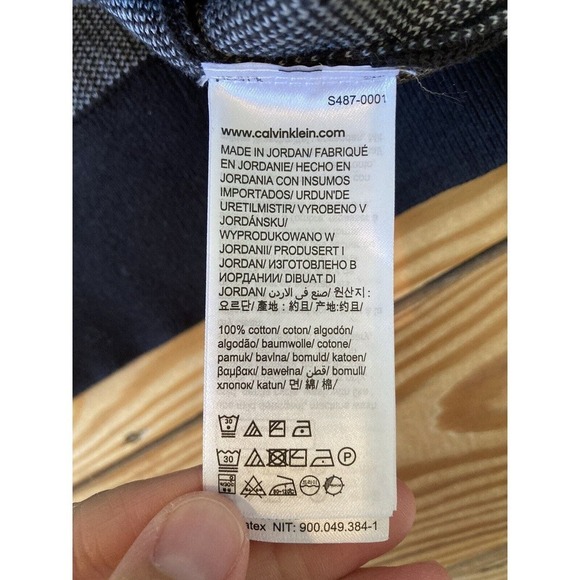 S487-0001
www.calvinklein.com
MADE IN JORDAN/ FABRIQUÉ
EN JORDANIE/ HECHO EN
JORDANIA CON INSUMOS
IMPORTADOS/ URDUN'DE
URETILMISTIR/ VYROBENO V
JORDÁNSKU/
WYPRODUKOWANO W
JORDANII/ PRODUSERT I
JORDAN/ ИЗГОТОВЛЕНО В
ИОРДАНИИ/ DIBUAT DI
JORDAN/ صنع في الاردن/ 원산지 :
요르단/ 產地 : 約旦/ 产地:约旦/
100% cotton/ coton/ algodón/
algodão/ baumwolle/ cotone/
pamuk/ bavlna/ bomuld/ katoen/
βαμβακι/ bawełna/ قطن/ bomull/
хлопок/ katun/ 면/ 綿/ 棉/
30
30 P
atex NIT: 900.049.384-1